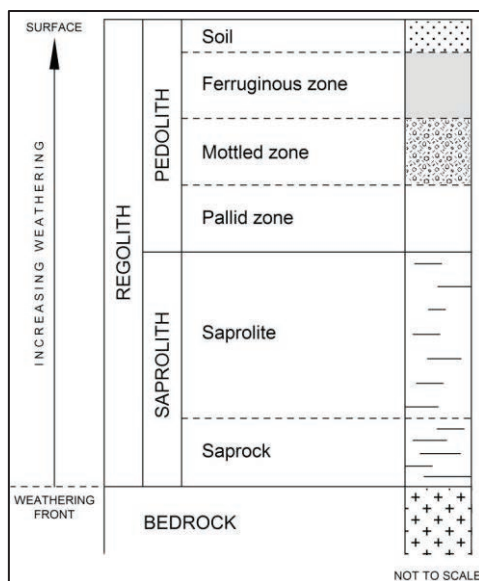 SURFACE
INCREASING WEATHERING
WEATHERING
FRONT
REGOLITH
PEDOLITH
SAPROLITH
Soil
Ferruginous zone
Mottled zone
Pallid zone
Saprolite
Saprock
BEDROCK
NOT TO SCALE